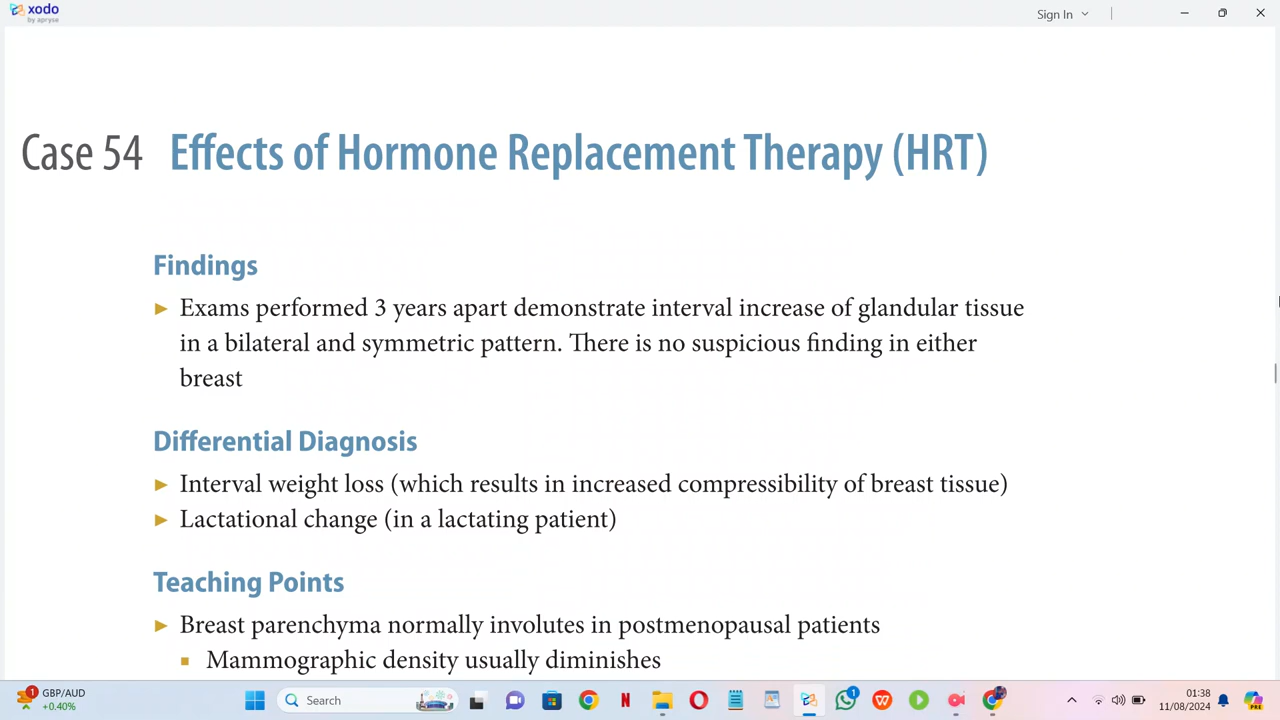 xodo
by apryse
Sign In
Case 54 Effects of Hormone Replacement Therapy (HRT)
Findings
► Exams performed 3 years apart demonstrate interval increase of glandular tissue
in a bilateral and symmetric pattern. There is no suspicious finding in either
breast
Differential Diagnosis
► Interval weight loss (which results in increased compressibility of breast tissue)
► Lactational change (in a lactating patient)
Teaching Points
► Breast parenchyma normally involutes in postmenopausal patients
■ Mammographic density usually diminishes
1
GBP/AUD
+0.40%
Search
N
1
W
01:38
11/08/2024
PRE